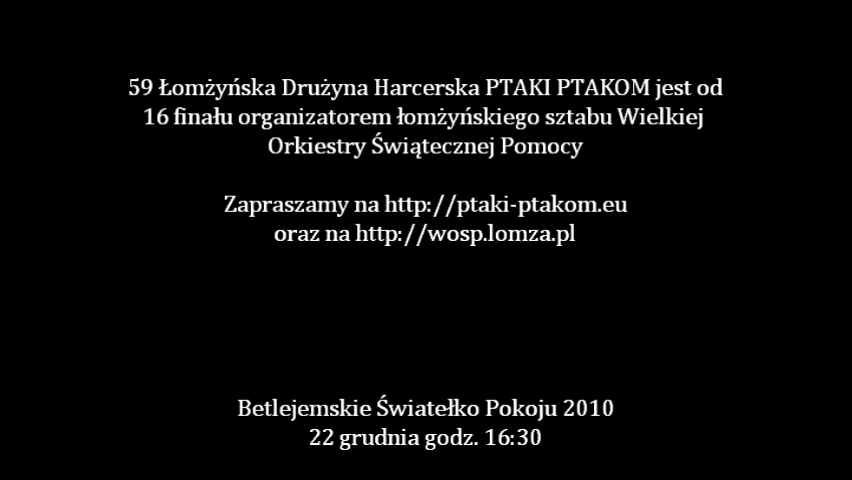 59 Łomżyńska Drużyna Harcerska PTAKI PTAKOM jest od
16 finału organizatorem łomżyńskiego sztabu Wielkiej
Orkiestry Świątecznej Pomocy
Zapraszamy na http://ptaki-ptakom.eu
oraz na http://wosp.lomza.pl
Betlejemskie Światełko Pokoju 2010
22 grudnia godz. 16:30